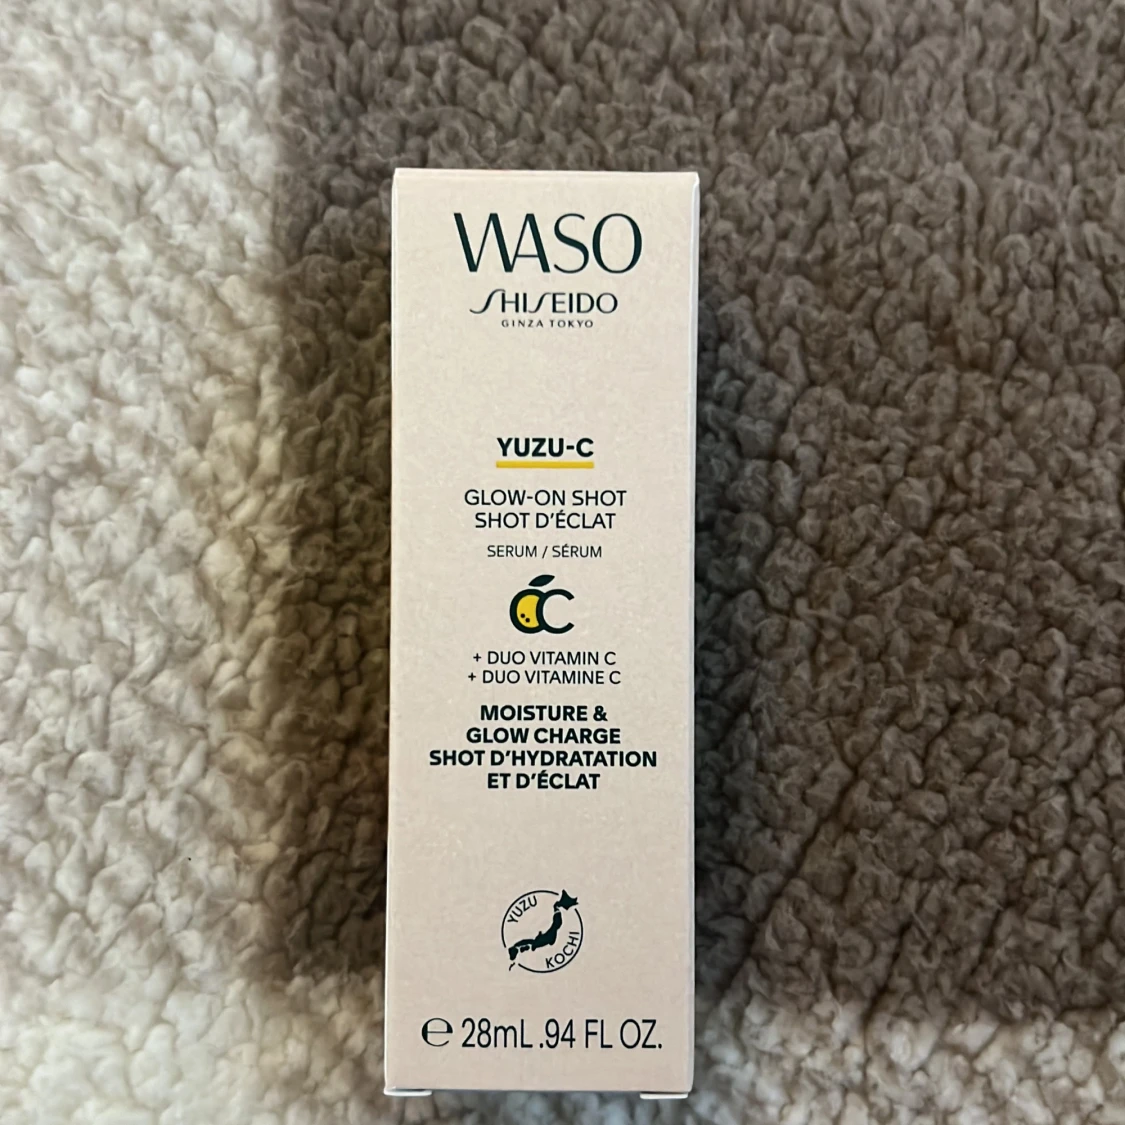 WASO
SHISEIDO
GINZA TOKYO
YUZU-C
GLOW-ON SHOT
SHOT D'ÉCLAT
SERUM / SÉRUM
CC
+ DUO VITAMIN C
+ DUO VITAMINE C
MOISTURE &
GLOW CHARGE
SHOT D'HYDRATATION
ET D'ÉCLAT
YUZU
KOCHI
℮ 28mL .94 FL OZ.